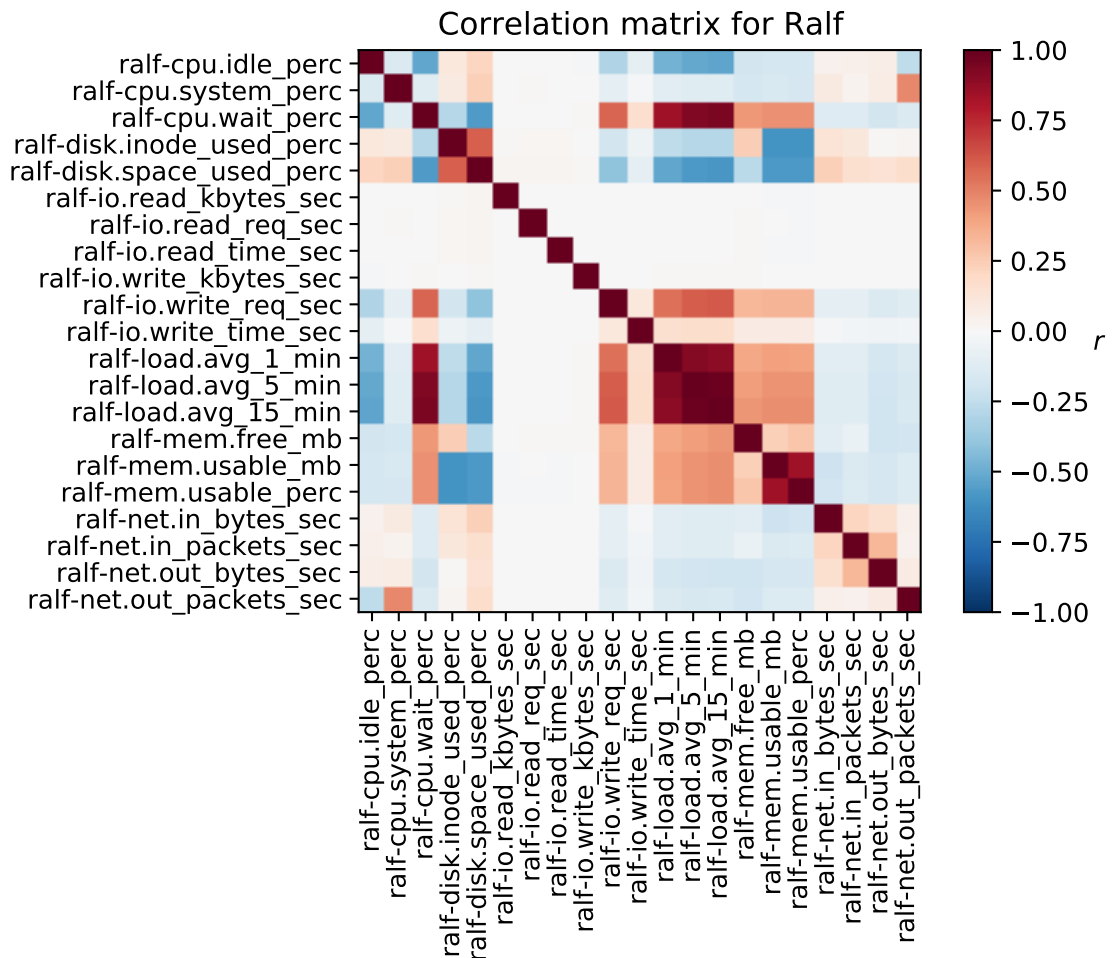 Correlation matrix for Ralf
ralf-cpu.idle_perc
ralf-cpu.system_perc
ralf-cpu.wait_perc
ralf-disk.inode_used_perc
ralf-disk.space_used_perc
ralf-io.read_kbytes_sec
ralf-io.read_req_sec
ralf-io.read_time_sec
ralf-io.write_kbytes_sec
ralf-io.write_req_sec
ralf-io.write_time_sec
ralf-load.avg_1_min
ralf-load.avg_5_min
ralf-load.avg_15_min
ralf-mem.free_mb
ralf-mem.usable_mb
ralf-mem.usable_perc
ralf-net.in_bytes_sec
ralf-net.in_packets_sec
ralf-net.out_bytes_sec
ralf-net.out_packets_sec
ralf-cpu.idle_perc
ralf-cpu.system_perc
ralf-cpu.wait_perc
ralf-disk.inode_used_perc
ralf-disk.space_used_perc
ralf-io.read_kbytes_sec
ralf-io.read_req_sec
ralf-io.read_time_sec
ralf-io.write_kbytes_sec
ralf-io.write_req_sec
ralf-io.write_time_sec
ralf-load.avg_1_min
ralf-load.avg_5_min
ralf-load.avg_15_min
ralf-mem.free_mb
ralf-mem.usable_mb
ralf-mem.usable_perc
ralf-net.in_bytes_sec
ralf-net.in_packets_sec
ralf-net.out_bytes_sec
ralf-net.out_packets_sec
1.00
0.75
0.50
0.25
0.00
−0.25
−0.50
−0.75
−1.00
r